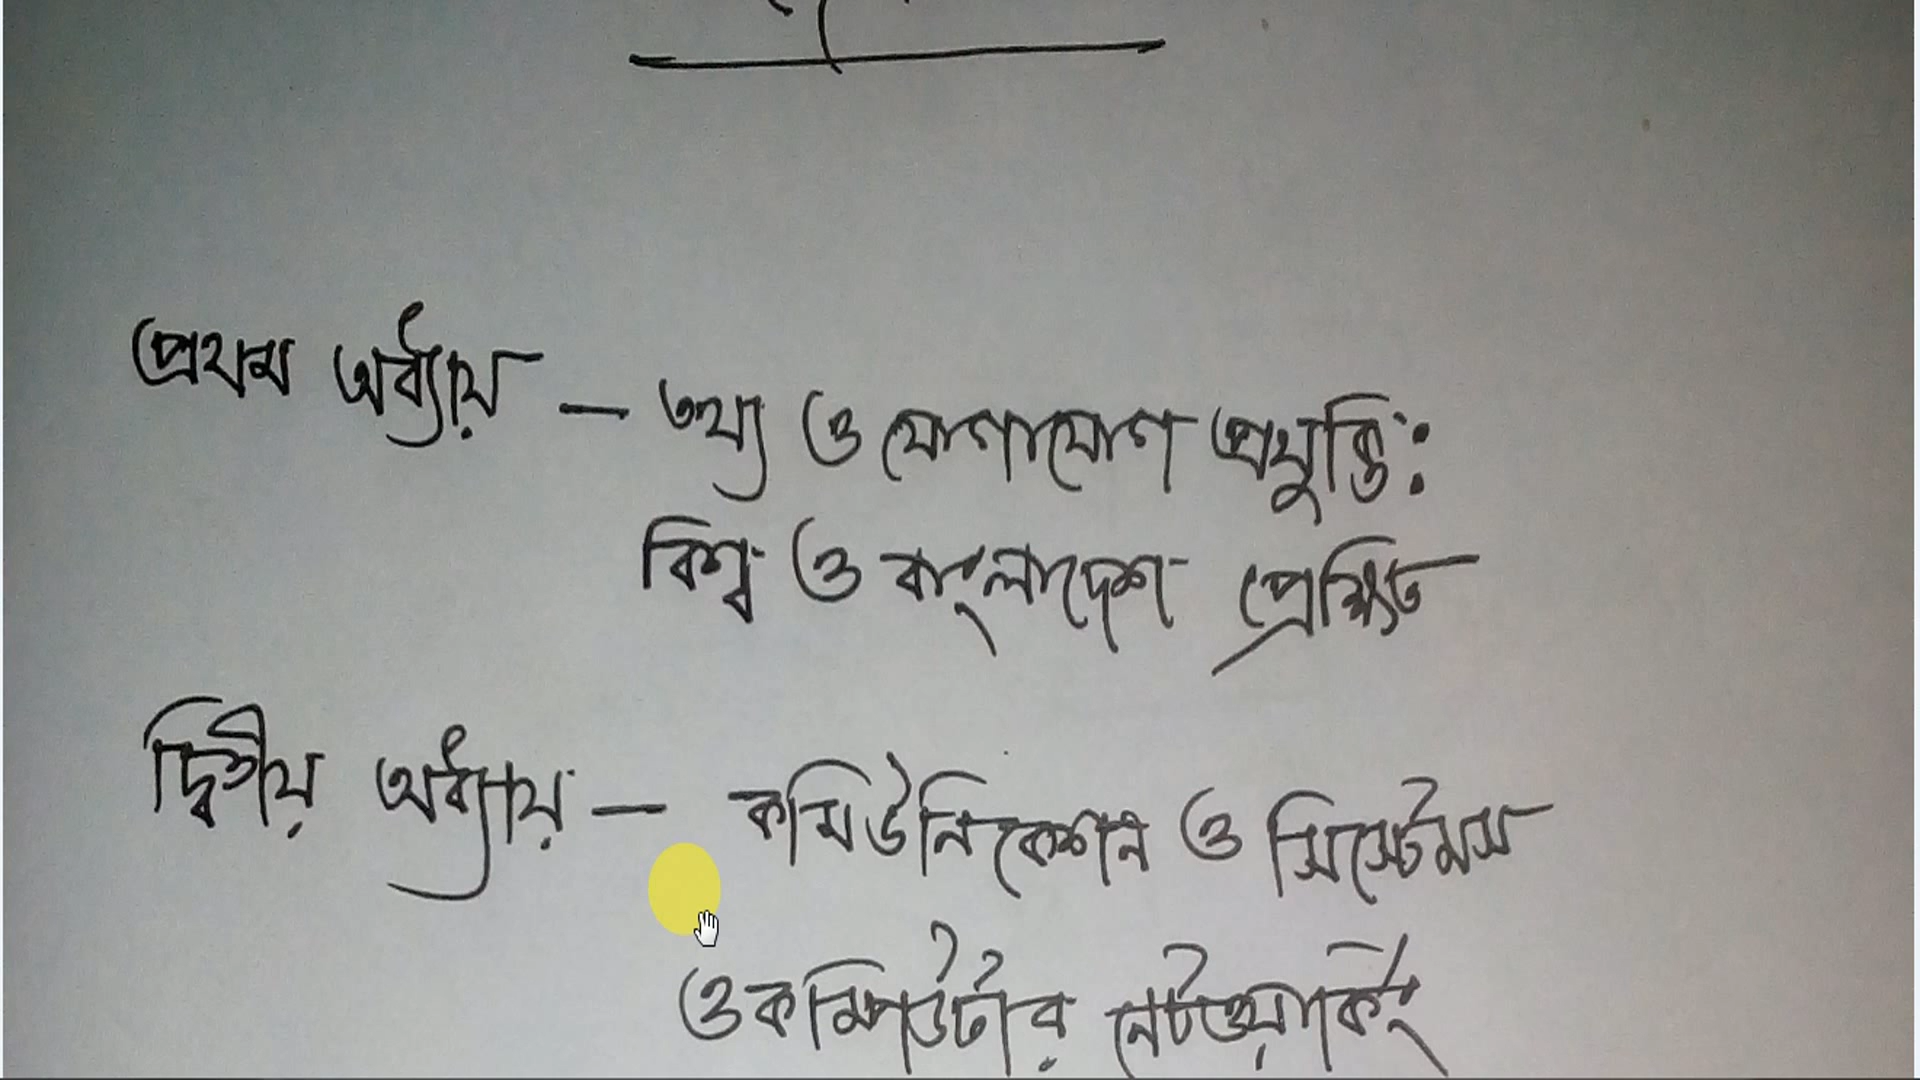 প্রথম অধ্যায় – তথ্য ও যোগাযোগ প্রযুক্তি:
বিশ্ব ও বাংলাদেশ প্রেক্ষিত
দ্বিতীয় অধ্যায় – কমিউনিকেশন ও সিস্টেমস
ও কম্পিউটার নেটওয়ার্কিং